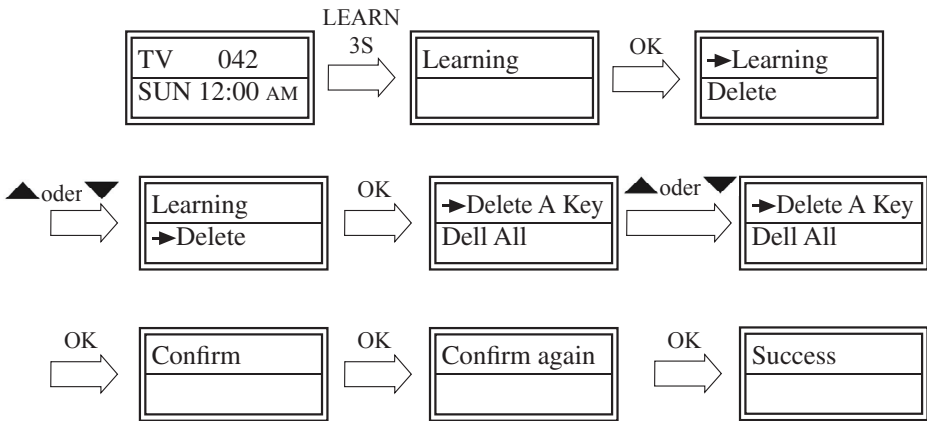 LEARN
3S
TV 042
SUN 12:00 AM
Learning
OK
→Learning
Delete
▲oder▼
Learning
→Delete
OK
→Delete A Key
Dell All
▲oder▼
→Delete A Key
Dell All
OK
Confirm
OK
Confirm again
OK
Success